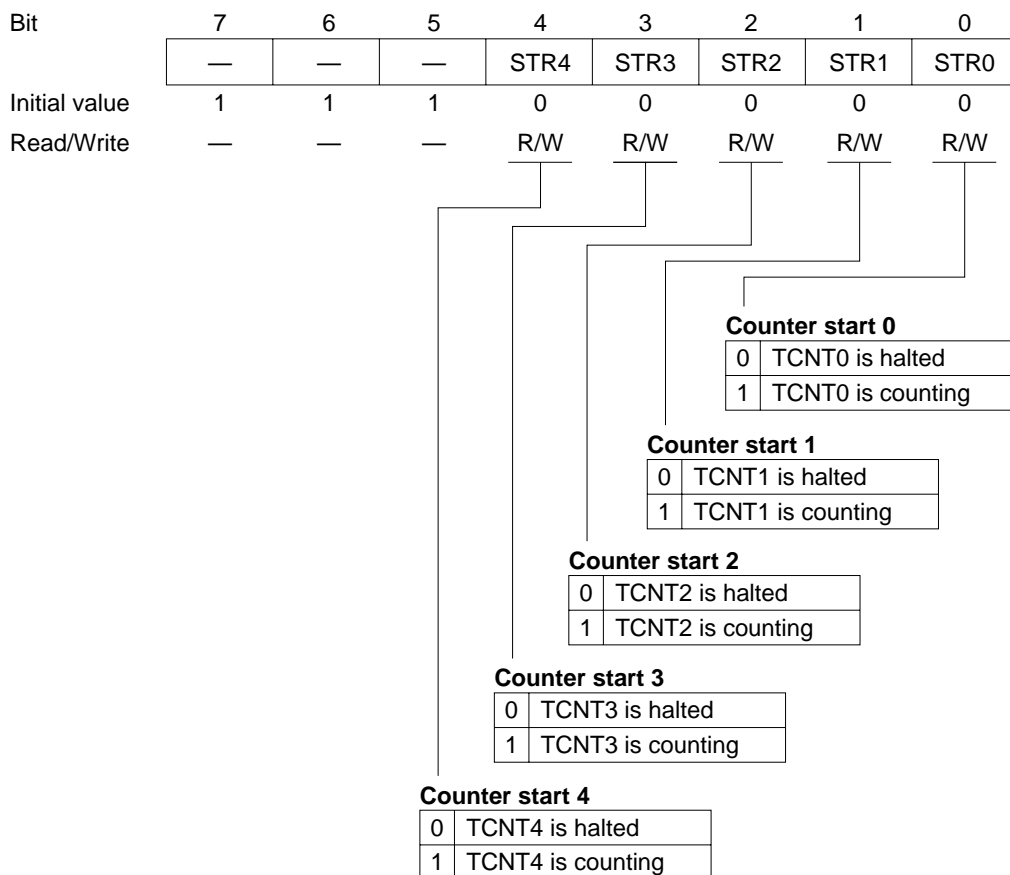 Bit 7 6 5 4 3 2 1 0
— — — STR4 STR3 STR2 STR1 STR0
Initial value 1 1 1 0 0 0 0 0
Read/Write — — — R/W R/W R/W R/W R/W
Counter start 0
0 TCNT0 is halted
1 TCNT0 is counting
Counter start 1
0 TCNT1 is halted
1 TCNT1 is counting
Counter start 2
0 TCNT2 is halted
1 TCNT2 is counting
Counter start 3
0 TCNT3 is halted
1 TCNT3 is counting
Counter start 4
0 TCNT4 is halted
1 TCNT4 is counting